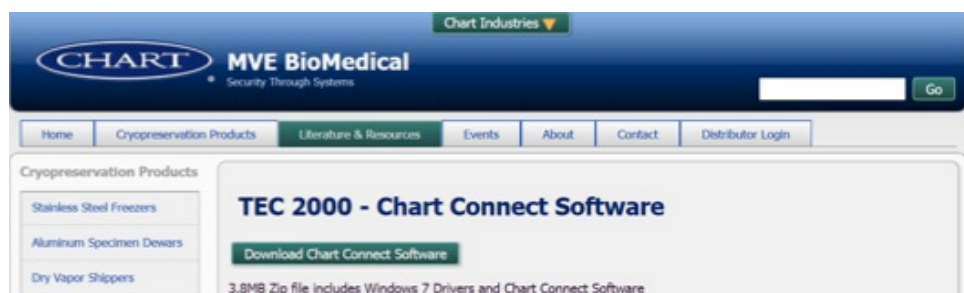 Chart Industries
CHART
MVE BioMedical
Security Through Systems
Go
Home Cryopreservation Products Literature & Resources Events About Contact Distributor Login
Cryopreservation Products
Stainless Steel Freezers
Aluminum Specimen Dewars
Dry Vapor Shippers
TEC 2000 - Chart Connect Software
Download Chart Connect Software
3.8MB Zip file includes Windows 7 Drivers and Chart Connect Software